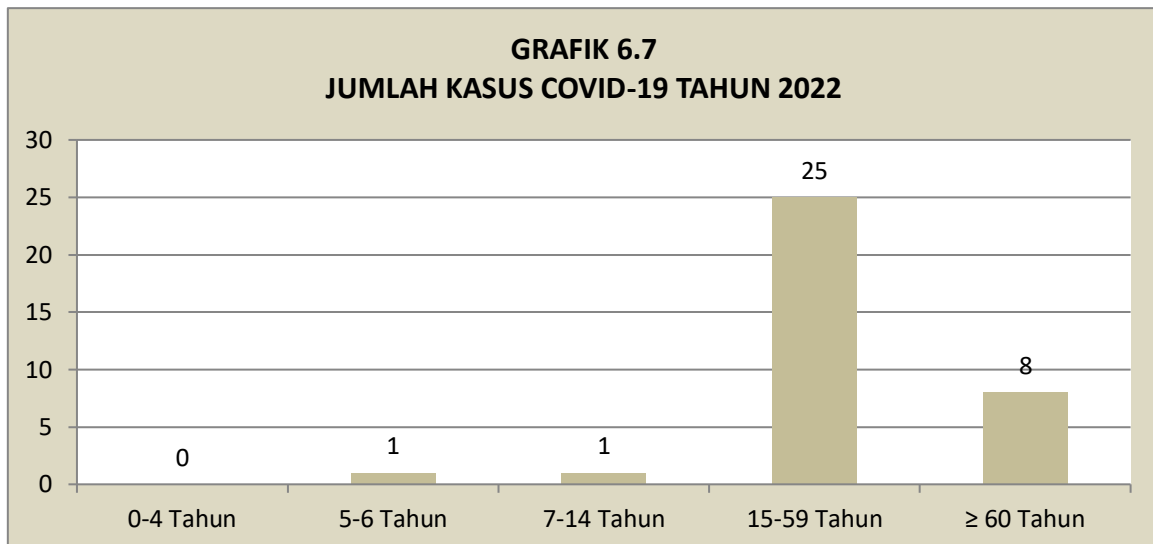 GRAFIK 6.7
JUMLAH KASUS COVID-19 TAHUN 2022
30
25
20
15
10
5
0
0
1
1
25
8
0-4 Tahun
5-6 Tahun
7-14 Tahun
15-59 Tahun
≥ 60 Tahun